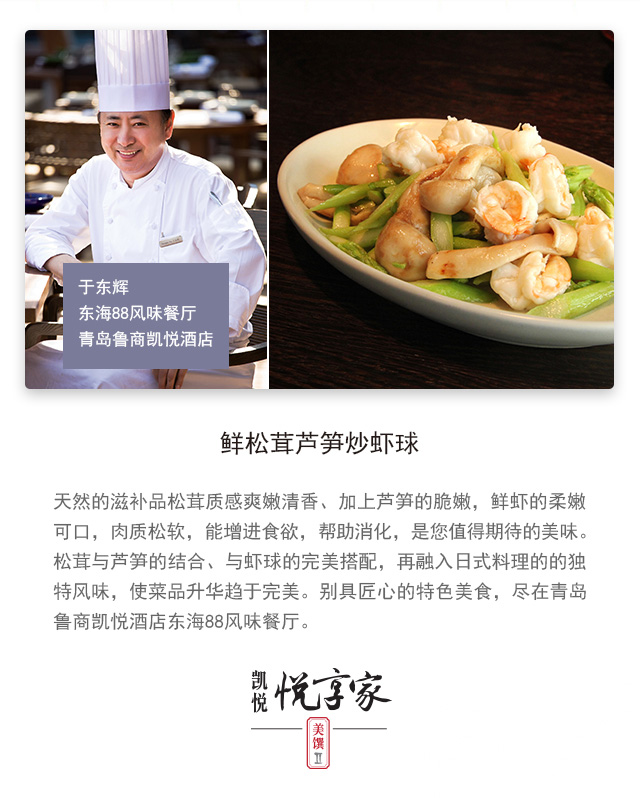 于东辉
东海88风味餐厅
青岛鲁商凯悦酒店
鲜松茸芦笋炒虾球
天然的滋补品松茸质感爽嫩清香、加上芦笋的脆嫩，鲜虾的柔嫩
可口，肉质松软，能增进食欲，帮助消化，是您值得期待的美味。
松茸与芦笋的结合、与虾球的完美搭配，再融入日式料理的的独
特风味，使菜品升华趋于完美。别具匠心的特色美食，尽在青岛
鲁商凯悦酒店东海88风味餐厅。
凯悦
悦享家
美馔